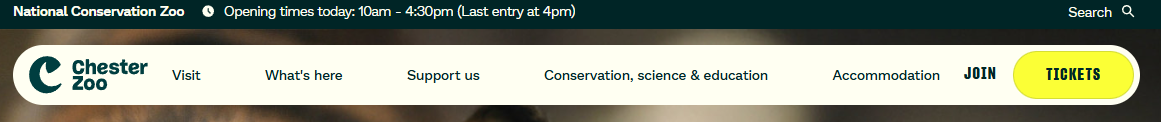 National Conservation Zoo Opening times today: 10am - 4:30pm (Last entry at 4pm) Search
Chester
Zoo
Visit What's here Support us Conservation, science & education Accommodation JOIN TICKETS